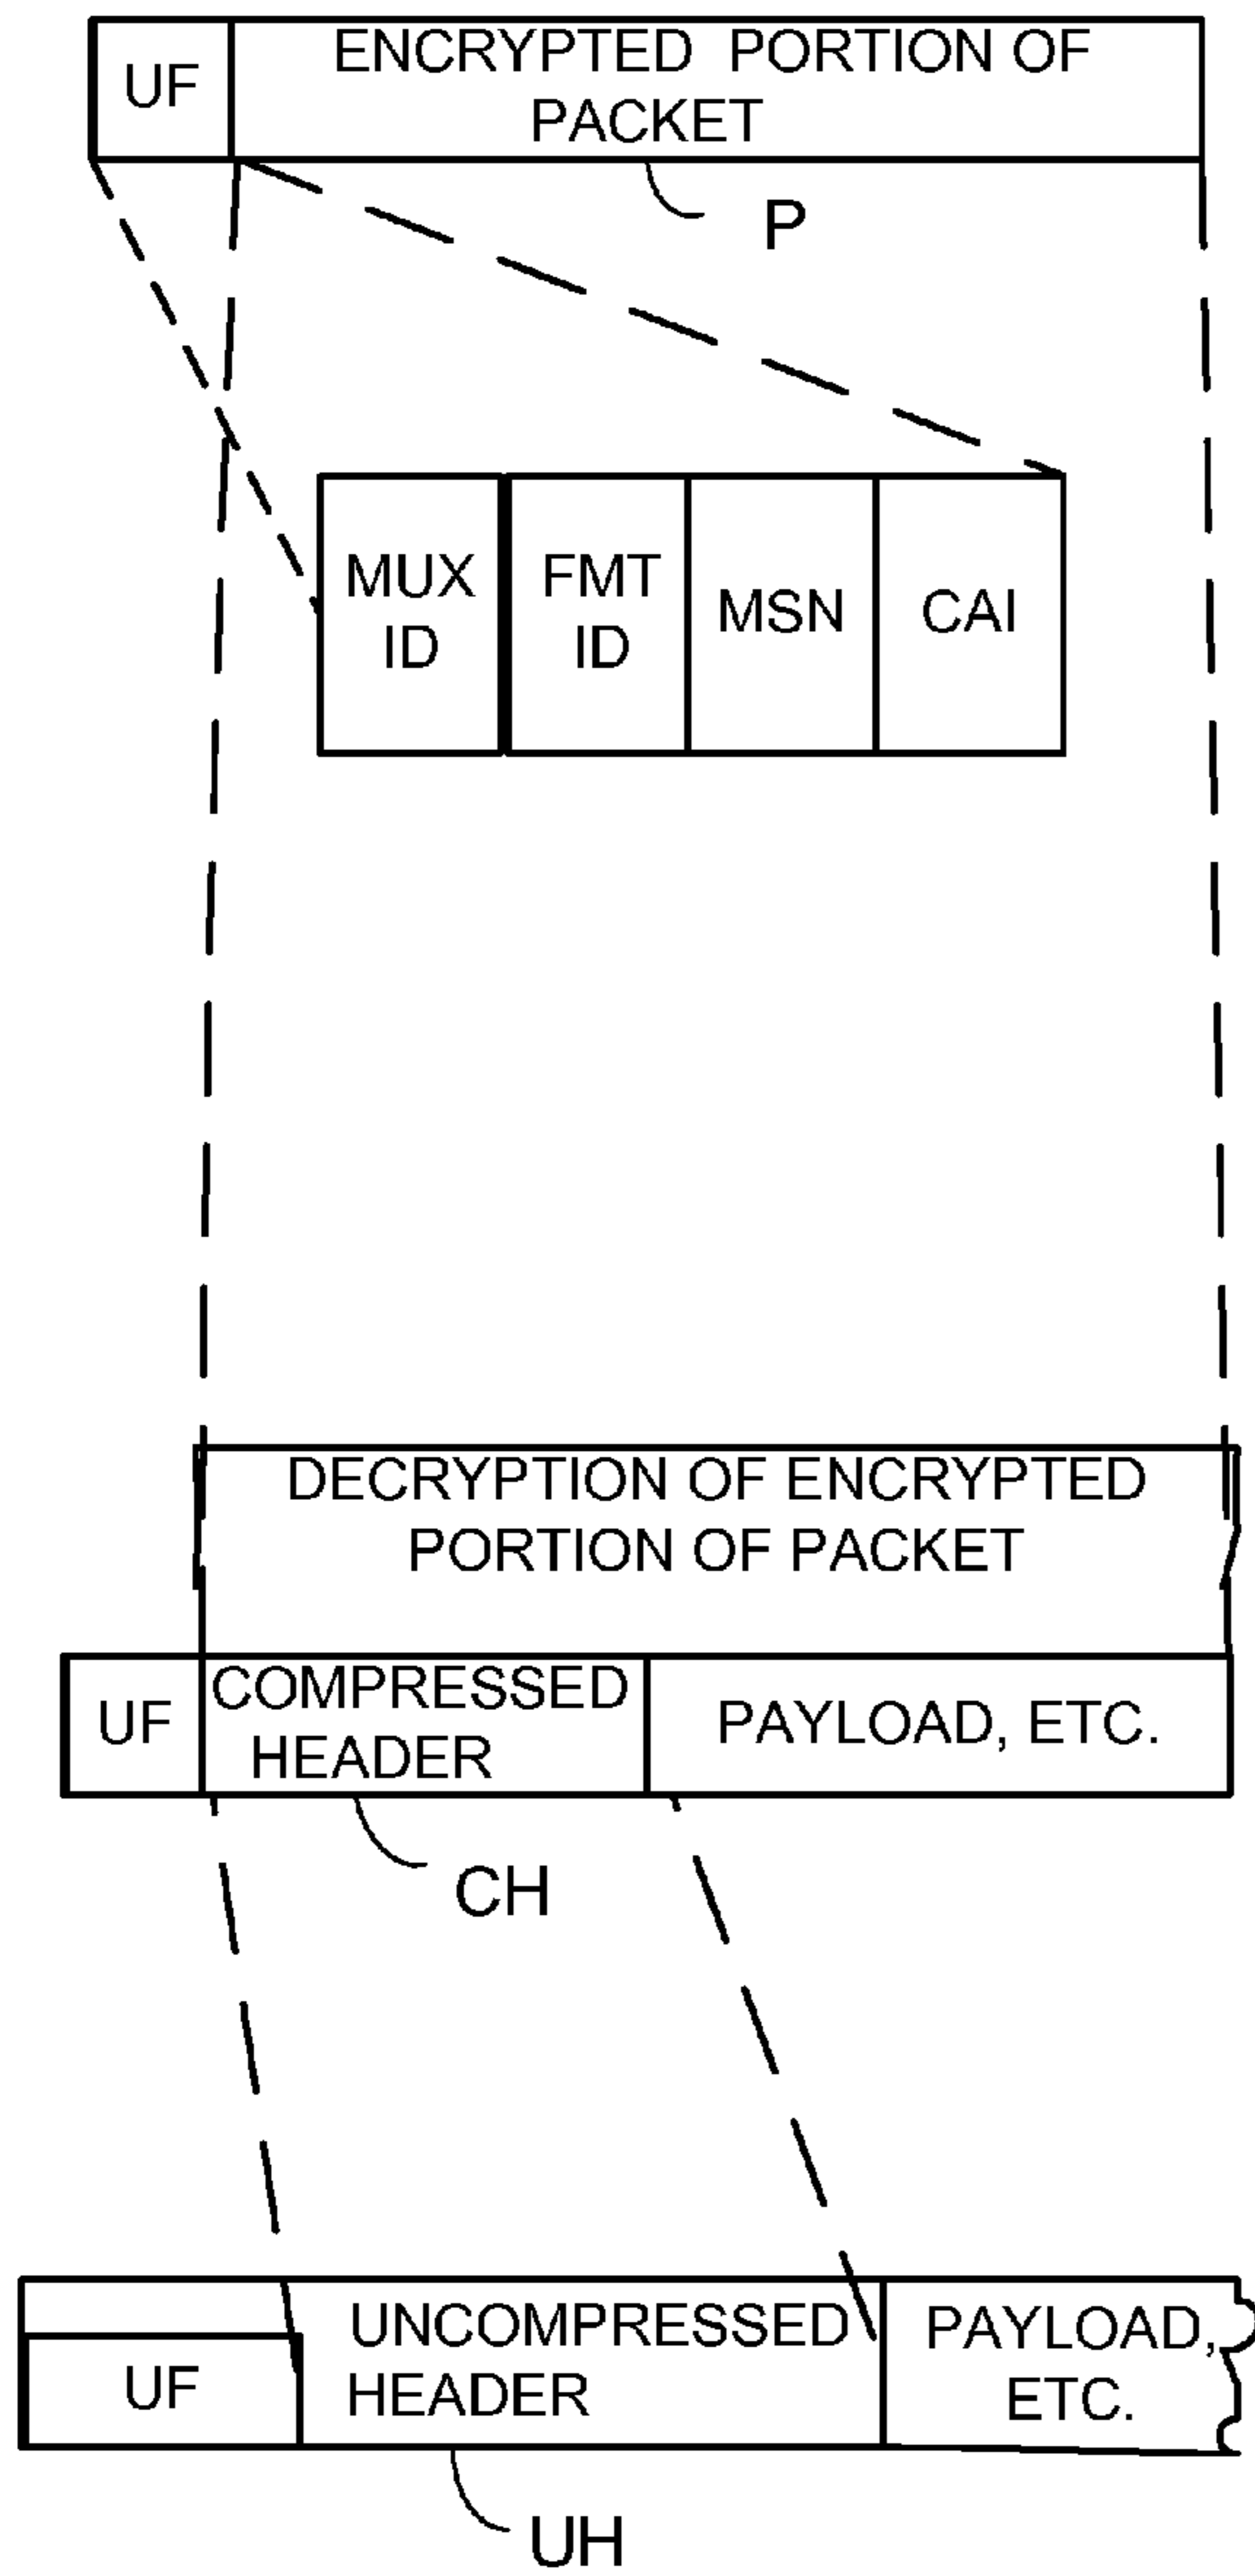 UF
ENCRYPTED PORTION OF
PACKET
P
MUX
ID
FMT
ID
MSN
CAI
DECRYPTION OF ENCRYPTED
PORTION OF PACKET
UF
COMPRESSED
HEADER
PAYLOAD, ETC.
CH
UF
UNCOMPRESSED
HEADER
PAYLOAD,
ETC.
UH